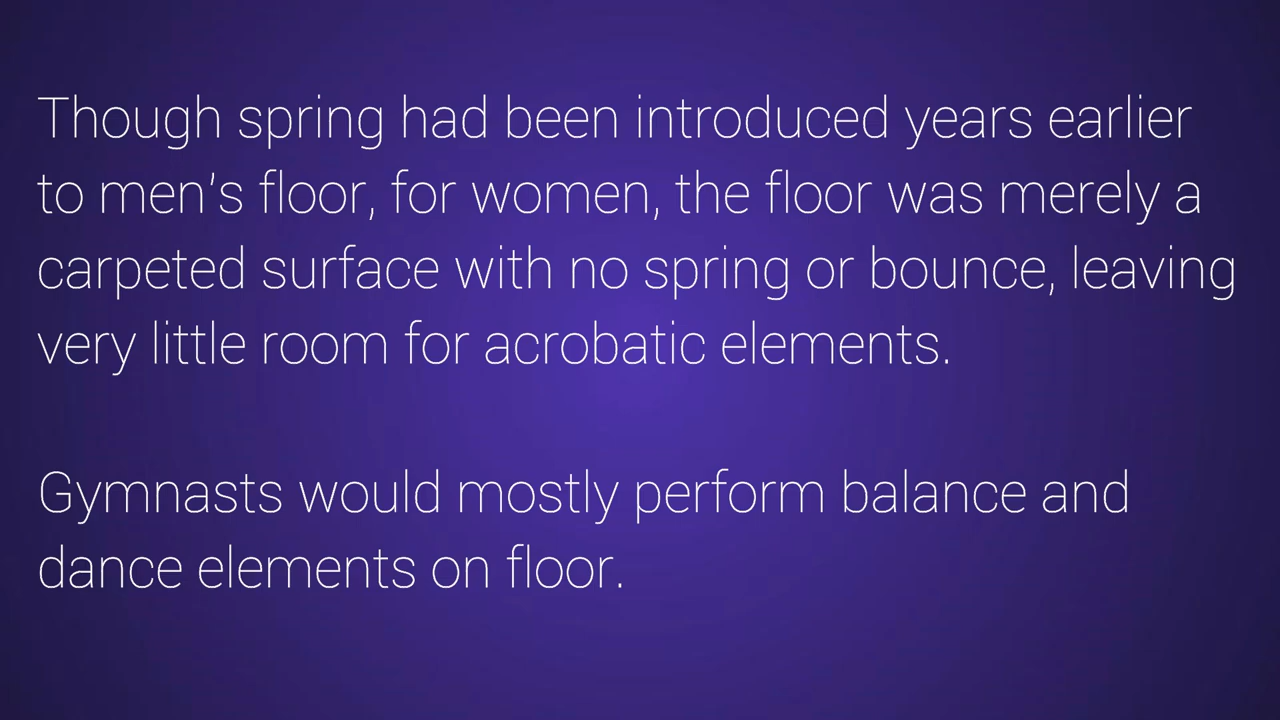 Though spring had been introduced years earlier
to men's floor, for women, the floor was merely a
carpeted surface with no spring or bounce, leaving
very little room for acrobatic elements.
Gymnasts would mostly perform balance and
dance elements on floor.